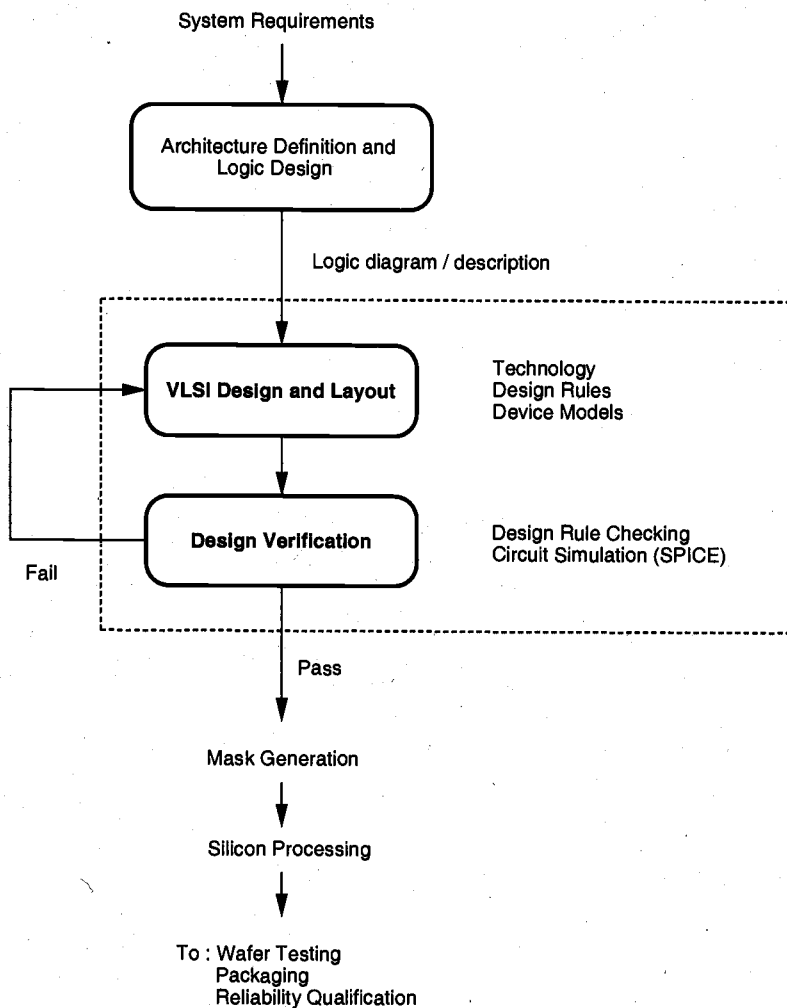 System Requirements
Architecture Definition and
Logic Design
Logic diagram / description
VLSI Design and Layout
Technology
Design Rules
Device Models
Design Verification
Design Rule Checking
Circuit Simulation (SPICE)
Fail
Pass
Mask Generation
Silicon Processing
To : Wafer Testing
Packaging
Reliability Qualification